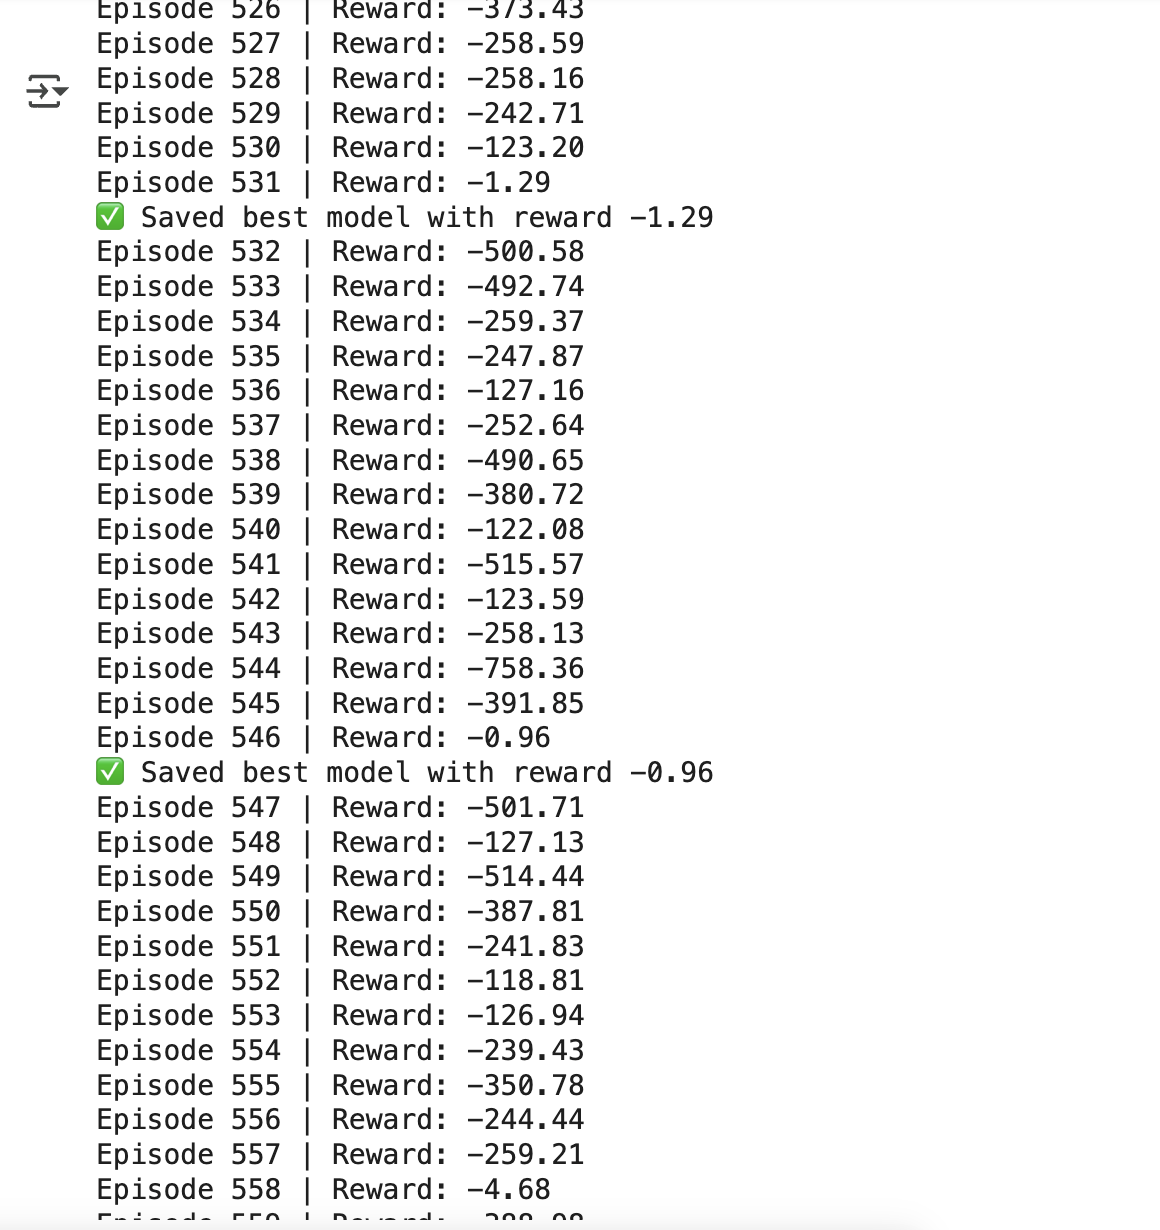 Episode 526 | Reward: -373.43
Episode 527 | Reward: -258.59
Episode 528 | Reward: -258.16
Episode 529 | Reward: -242.71
Episode 530 | Reward: -123.20
Episode 531 | Reward: -1.29
✅ Saved best model with reward -1.29
Episode 532 | Reward: -500.58
Episode 533 | Reward: -492.74
Episode 534 | Reward: -259.37
Episode 535 | Reward: -247.87
Episode 536 | Reward: -127.16
Episode 537 | Reward: -252.64
Episode 538 | Reward: -490.65
Episode 539 | Reward: -380.72
Episode 540 | Reward: -122.08
Episode 541 | Reward: -515.57
Episode 542 | Reward: -123.59
Episode 543 | Reward: -258.13
Episode 544 | Reward: -758.36
Episode 545 | Reward: -391.85
Episode 546 | Reward: -0.96
✅ Saved best model with reward -0.96
Episode 547 | Reward: -501.71
Episode 548 | Reward: -127.13
Episode 549 | Reward: -514.44
Episode 550 | Reward: -387.81
Episode 551 | Reward: -241.83
Episode 552 | Reward: -118.81
Episode 553 | Reward: -126.94
Episode 554 | Reward: -239.43
Episode 555 | Reward: -350.78
Episode 556 | Reward: -244.44
Episode 557 | Reward: -259.21
Episode 558 | Reward: -4.68
Episode 559 | Reward: